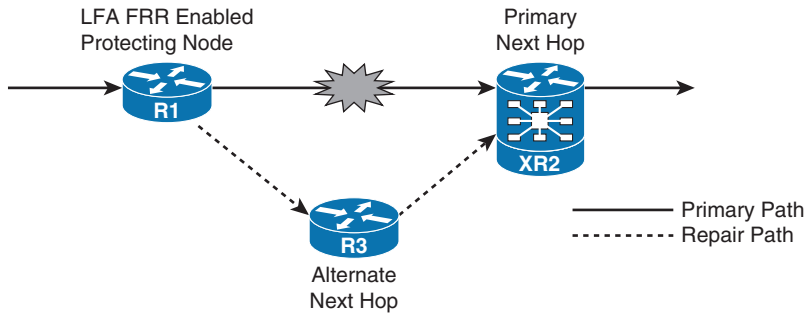 LFA FRR Enabled
Protecting Node
Primary
Next Hop
R1
XR2
R3
Alternate
Next Hop
Primary Path
Repair Path